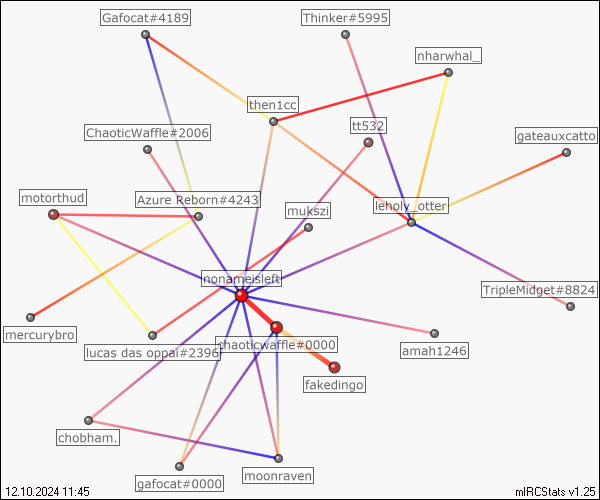 Gafocat#4189
Thinker#5995
nharwhal_
then1cc
ChaoticWaffle#2006
tt532
gateauxcatto
motorthud
Azure Reborn#4243
mukszi
leholy_otter
nonameisleft
TripleMidget#8824
mercurybro
lucas das oppai#2396
chaoticwaffle#0000
amah1246
fakedingo
chobham.
gafocat#0000
moonraven
12.10.2024 11:45
mIRCStats v1.25